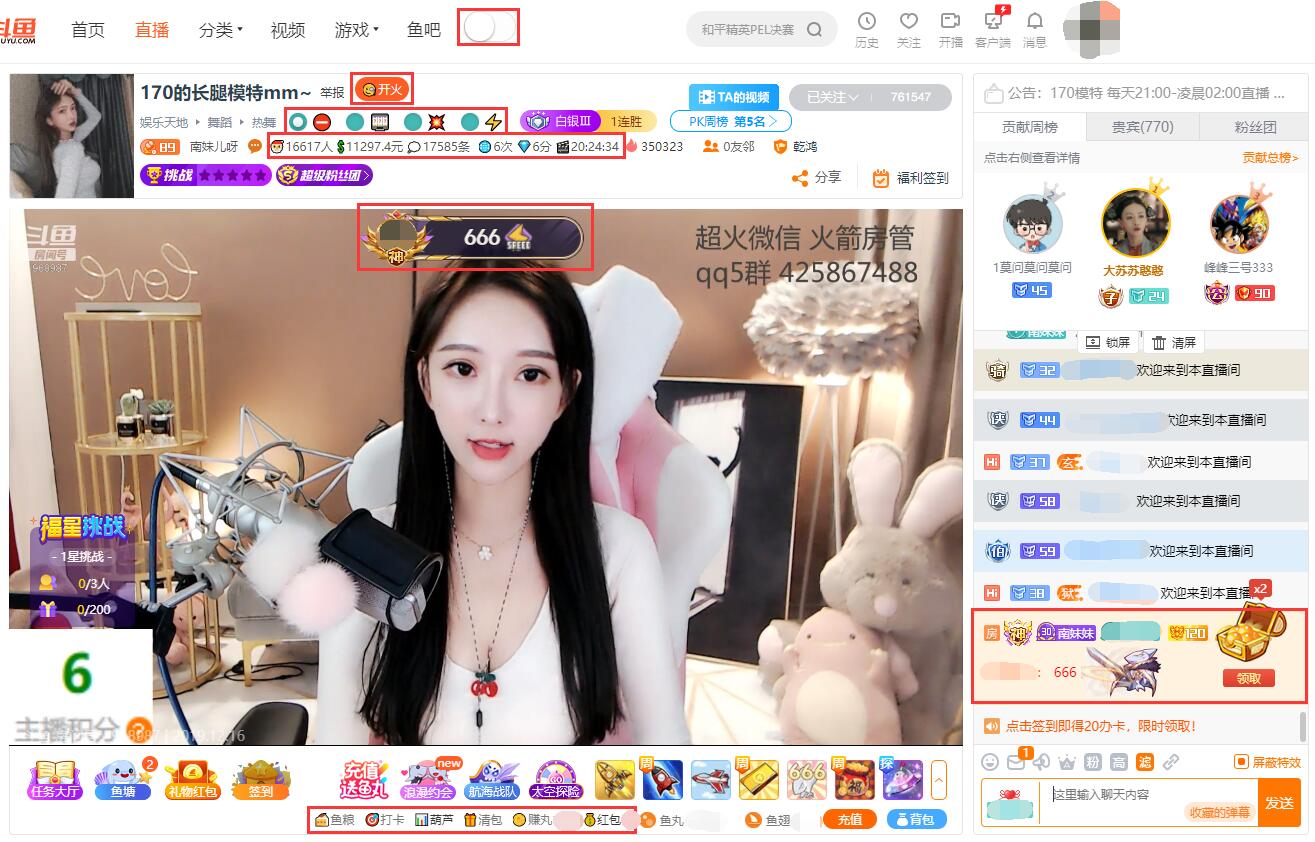 斗鱼
DOUYU.COM
首页
直播
分类
视频
游戏
鱼吧
和平精英PEL决赛
历史
关注
开播
客户端
消息
170的长腿模特mm~
举报
开火
娱乐天地
舞蹈
热舞
白银III
1连胜
TA的视频
已关注
761547
PK周榜 第5名
89
南妹儿呀
16617人
11297.4元
17585条
6次
6分
20:24:34
350323
0友邻
乾鸿
挑战
超级粉丝团
分享
福利签到
斗鱼
房间号
love
神
666
SPEED
超火微信 火箭房管
qq5群 425867488
福星挑战
- 1星挑战 -
0/3人
0/200
6
主播积分
任务大厅
2
鱼塘
礼物红包
签到
充值
送鱼丸
new
浪漫约会
航海战队
太空探险
周
周
666
周
探
鱼粮
打卡
葫芦
清包
赚丸
红包
鱼丸
鱼翅
充值
背包
公告：170模特 每天21:00-凌晨02:00直播 ...
贡献周榜
贵宾(770)
粉丝团
点击右侧查看详情
贡献总榜>
1莫问莫问莫问
45
大苏苏憨憨
子
24
峰峰三号333
公
90
锁屏
清屏
骑
32
欢迎来到本直播间
侠
44
欢迎来到本直播间
Hi
37
玄
欢迎来到本直播间
侠
58
欢迎来到本直播间
伯
59
欢迎来到本直播间
Hi
38
狱
欢迎来到本直播间
x2
房
神
30
南妹妹
120
：666
领取
点击签到即得20办卡，限时领取!
1
粉
高
滤
屏蔽特效
这里输入聊天内容
收藏的弹幕
发送